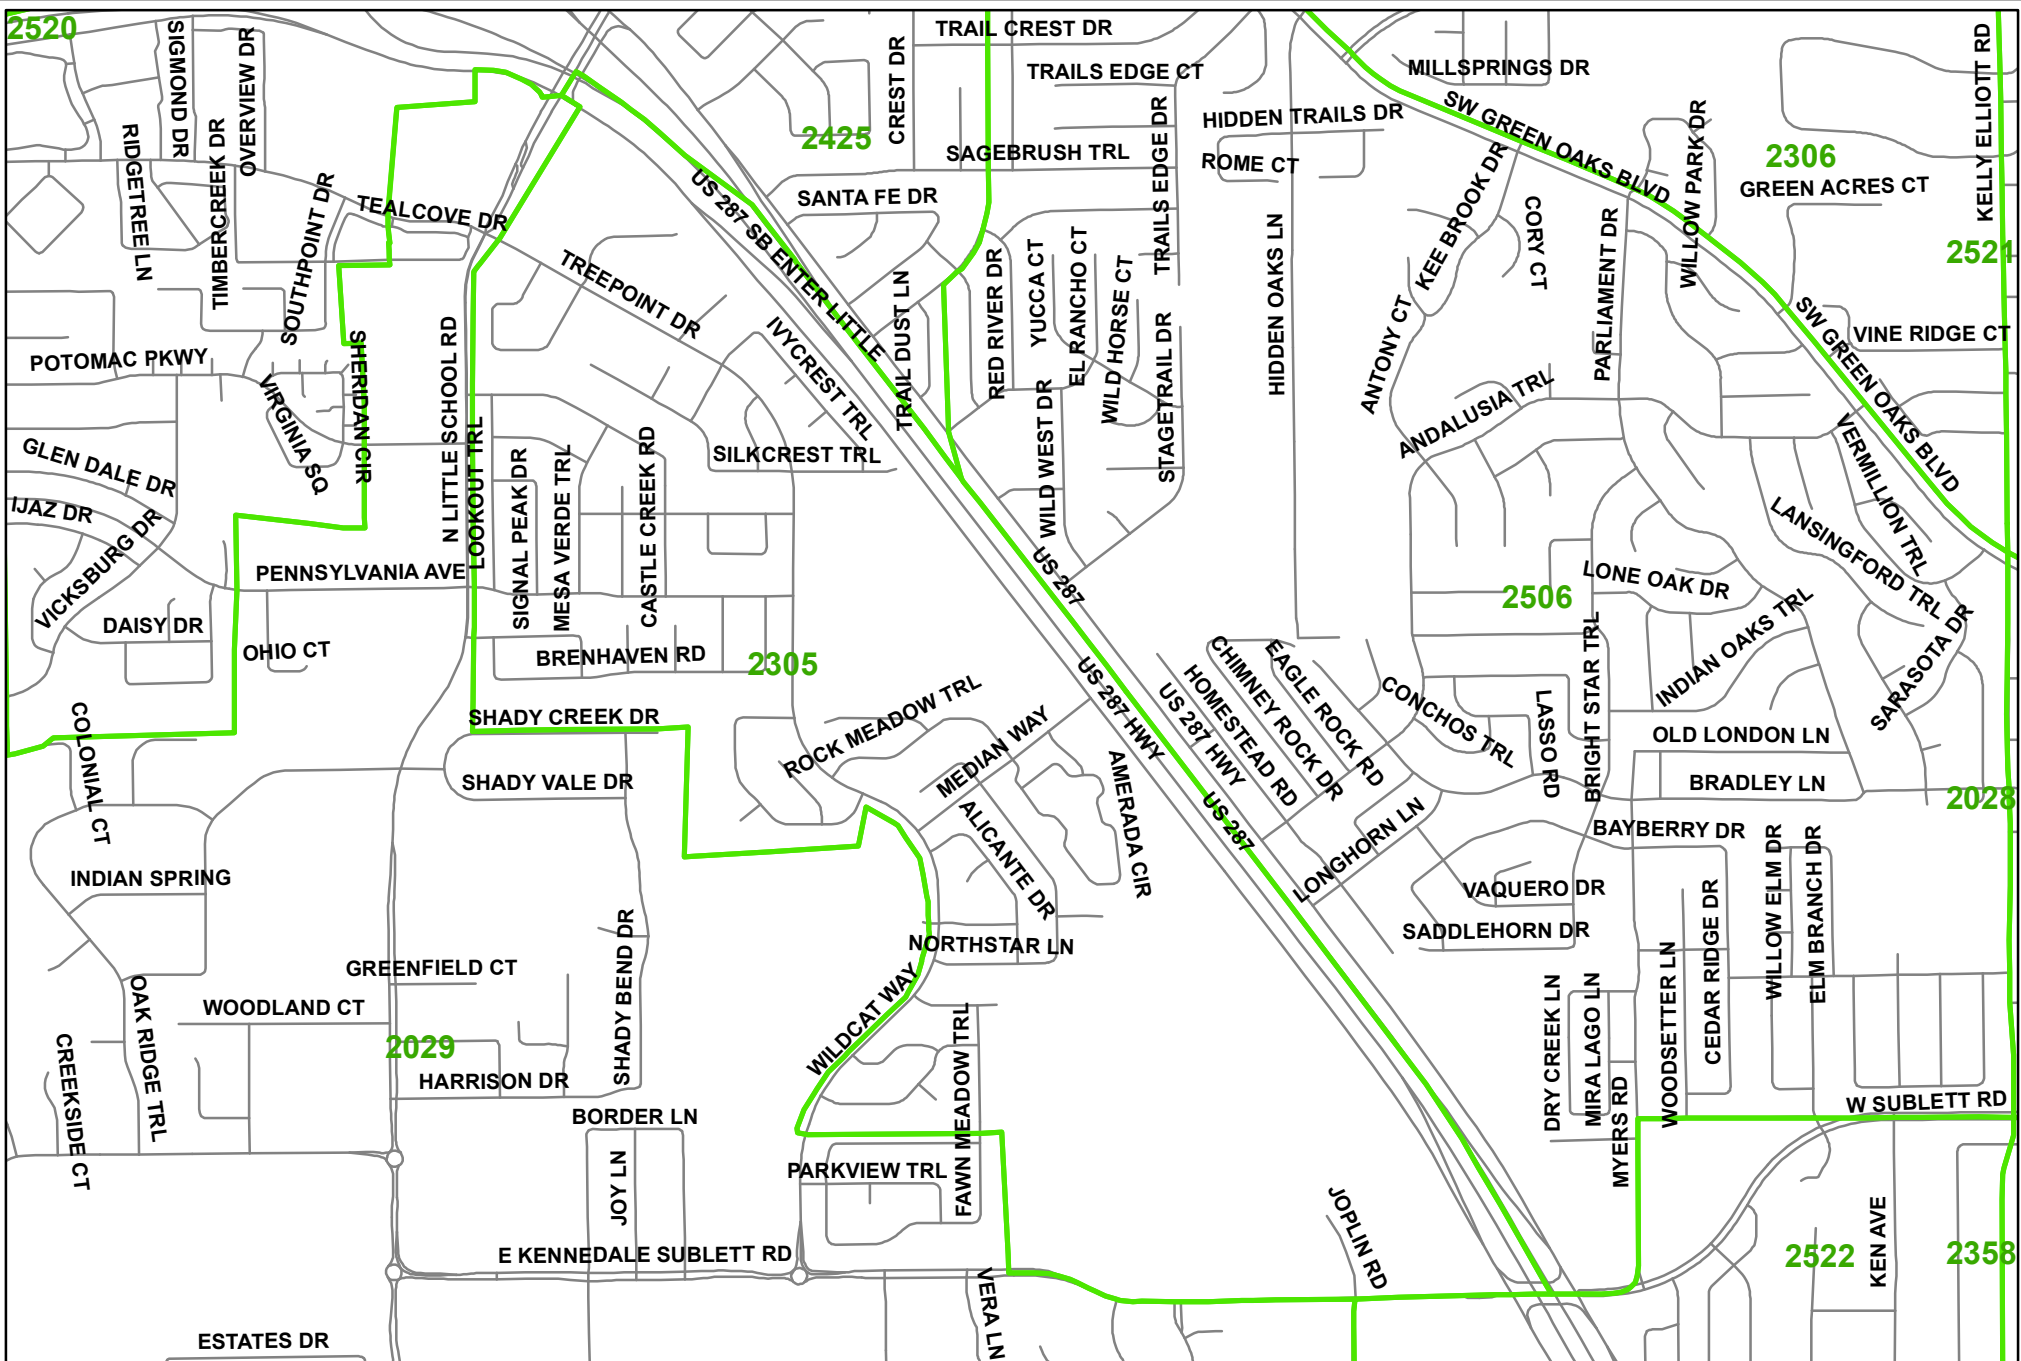 2520
SIGMOND DR
OVERVIEW DR
CREST DR
TRAIL CREST DR
TRAILS EDGE CT
MILLSPRINGS DR
KELLY ELLIOTT RD
2425
HIDDEN TRAILS DR
SW GREEN OAKS BLVD
WILLOW PARK DR
2306
RIDGETREE LN
TIMBERCREEK DR
SAGEBRUSH TRL
TRAILS EDGE DR
ROME CT
GREEN ACRES CT
SOUTHPOINT DR
TEALCOVE DR
US 287 SB ENTER LITTLE
SANTA FE DR
KEE BROOK DR
CORY CT
PARLIAMENT DR
2521
TREEPOINT DR
TRAIL DUST LN
RED RIVER DR
YUCCA CT
EL RANCHO CT
WILD HORSE CT
STAGETRAIL DR
HIDDEN OAKS LN
ANTONY CT
SW GREEN OAKS BLVD
VINE RIDGE CT
POTOMAC PKWY
SHERIDAN CIR
VIRGINIA SQ
N LITTLE SCHOOL RD
LOOKOUT TRL
IVYCREST TRL
WILD WEST DR
ANDALUSIA TRL
VERMILLION TRL
GLEN DALE DR
IJAZ DR
VICKSBURG DR
SIGNAL PEAK DR
MESA VERDE TRL
CASTLE CREEK RD
SILKCREST TRL
LANSINGFORD TRL
PENNSYLVANIA AVE
US 287
2506
LONE OAK DR
INDIAN OAKS TRL
SARASOTA DR
DAISY DR
OHIO CT
BRENHAVEN RD
2305
CHIMNEY ROCK DR
EAGLE ROCK RD
HOMESTEAD RD
US 287 HWY
US 287 HWY
CONCHOS TRL
LASSO RD
BRIGHT STAR TRL
COLONIAL CT
SHADY CREEK DR
ROCK MEADOW TRL
MEDIAN WAY
OLD LONDON LN
SHADY VALE DR
AMERADA CIR
BRADLEY LN
2028
ALICANTE DR
US 287
LONGHORN LN
BAYBERRY DR
WILLOW ELM DR
ELM BRANCH DR
INDIAN SPRING
VAQUERO DR
SADDLEHORN DR
CEDAR RIDGE DR
SHADY BEND DR
NORTHSTAR LN
GREENFIELD CT
WILDCAT WAY
WOODSETTER LN
DRY CREEK LN
MIRA LAGO LN
OAK RIDGE TRL
WOODLAND CT
2029
FAWN MEADOW TRL
CREEKSIDE CT
HARRISON DR
MYERS RD
W SUBLETT RD
BORDER LN
JOY LN
PARKVIEW TRL
JOPLIN RD
KEN AVE
E KENNEDALE SUBLETT RD
2522
2358
VERA LN
ESTATES DR